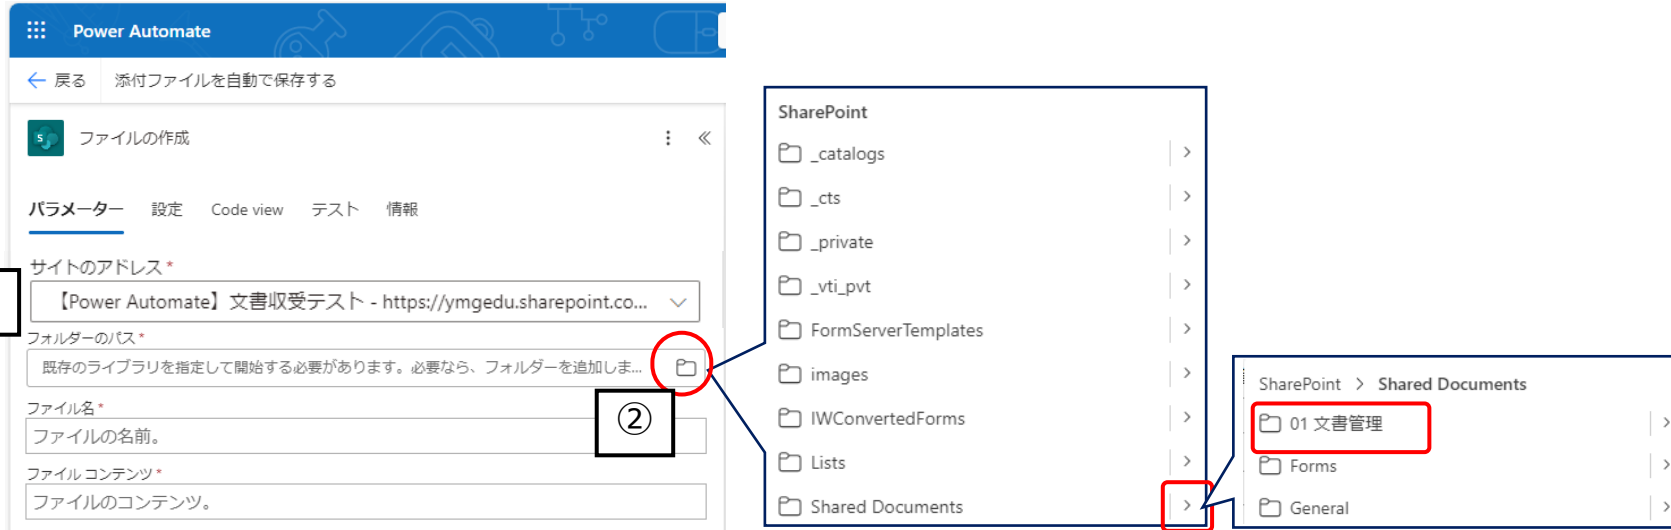 Power Automate
戻る 添付ファイルを自動で保存する
ファイルの作成
パラメーター 設定 Code view テスト 情報
サイトのアドレス *
【Power Automate】文書収受テスト - https://ymgedu.sharepoint.co...
フォルダーのパス *
既存のライブラリを指定して開始する必要があります。必要なら、フォルダーを追加しま...
ファイル名 *
ファイルの名前。
②
ファイル コンテンツ *
ファイルのコンテンツ。
SharePoint
_catalogs
_cts
_private
_vti_pvt
FormServerTemplates
images
IWConvertedForms
Lists
Shared Documents
SharePoint > Shared Documents
01 文書管理
Forms
General